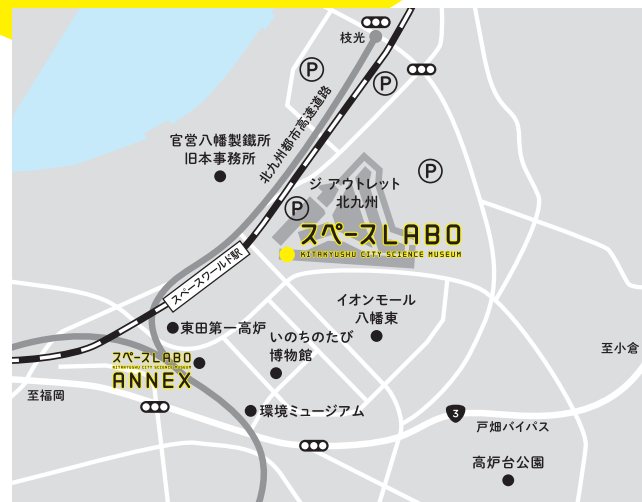 枝光
P
P
北九州都市高速道路
官営八幡製鐵所
旧本事務所
P
ジ アウトレット
北九州
P
スペースLABO
KITAKYUSHU CITY SCIENCE MUSEUM
スペースワールド駅
イオンモール
八幡東
東田第一高炉
いのちのたび
博物館
至小倉
スペースLABO
KITAKYUSHU CITY SCIENCE MUSEUM
ANNEX
至福岡
環境ミュージアム
3
戸畑バイパス
高炉台公園